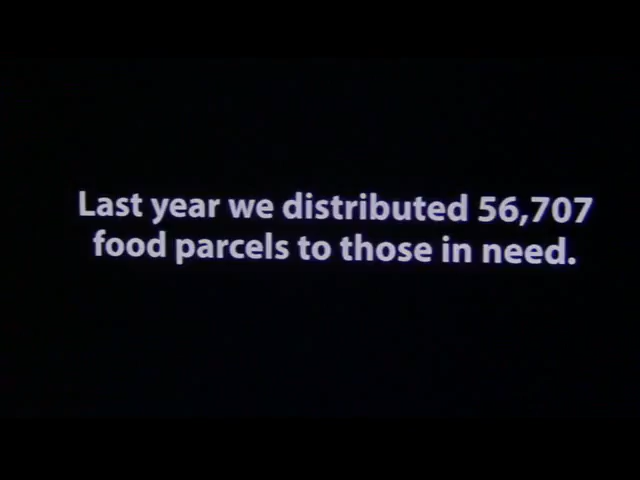 Last year we distributed 56,707
food parcels to those in need.